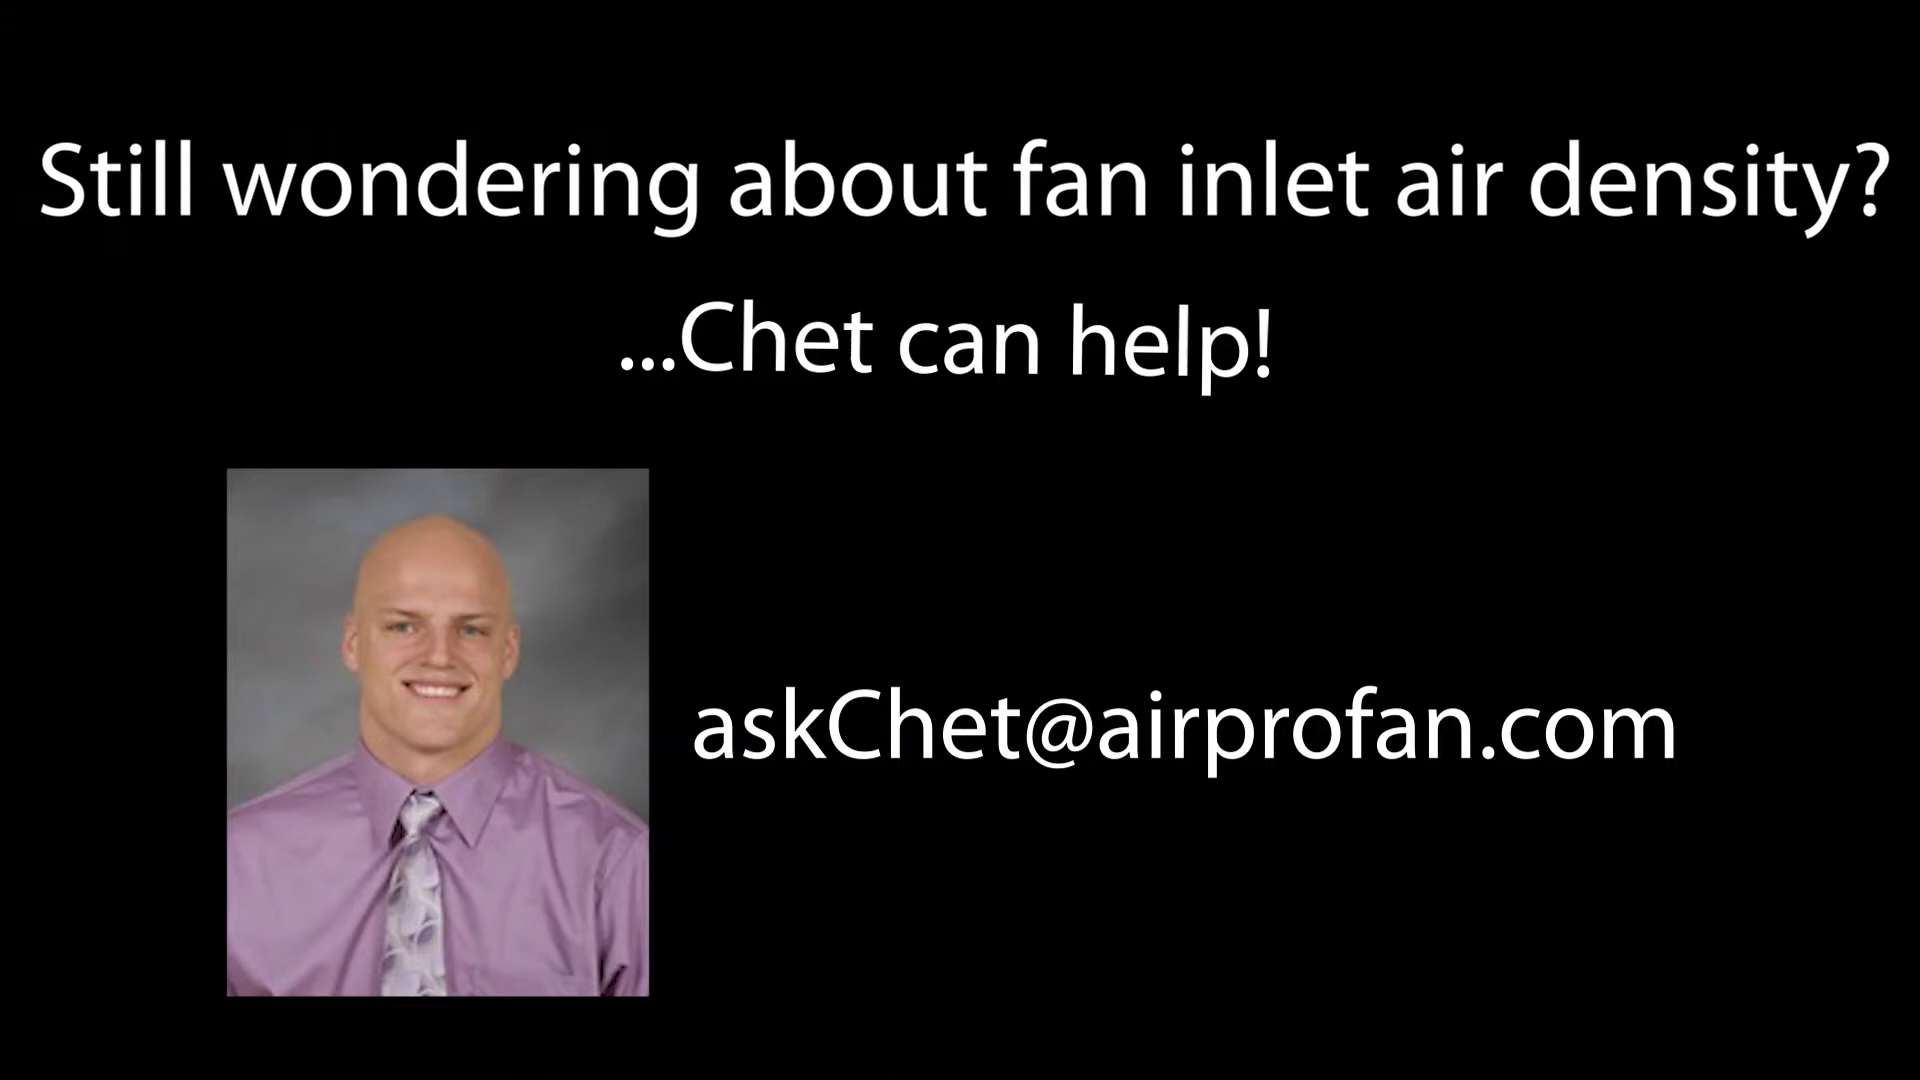 Still wondering about fan inlet air density?
...Chet can help!
askChet@airprofan.com